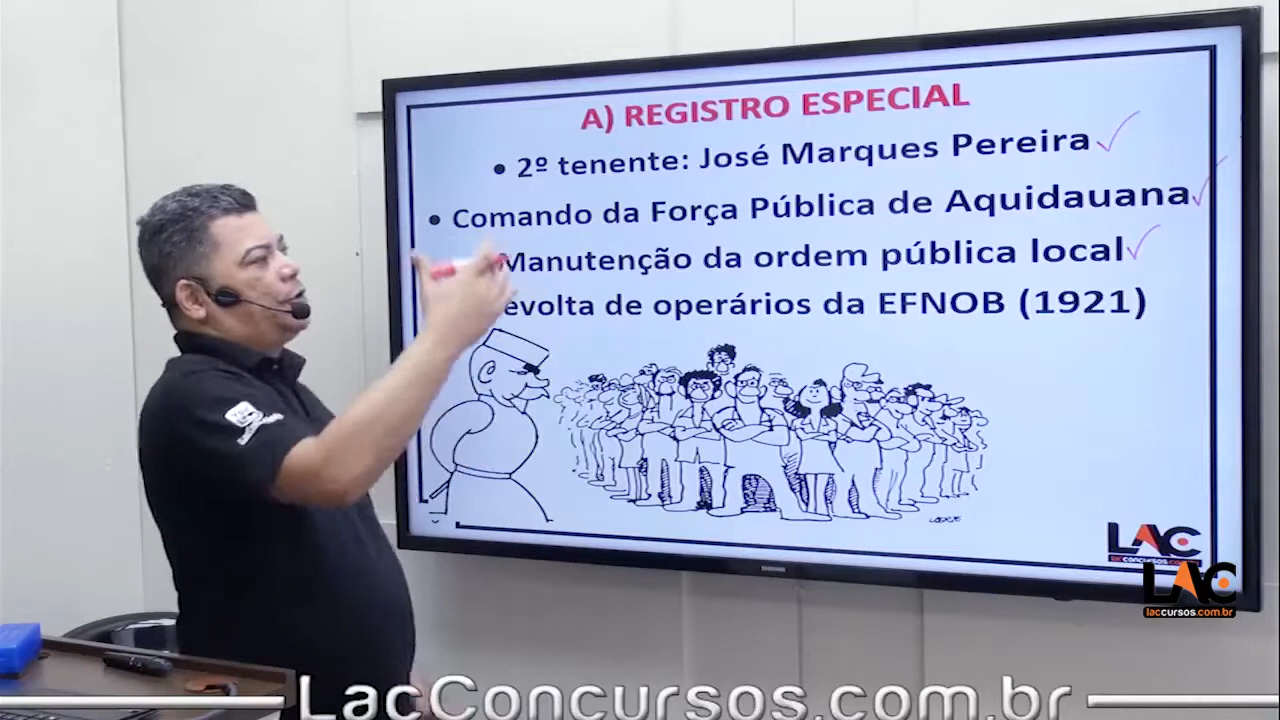 A) REGISTRO ESPECIAL
• 2º tenente: José Marques Pereira
• Comando da Força Pública de Aquidauana
Manutenção da ordem pública local
evolta de operários da EFNOB (1921)
LAC
LAC
laccursos.com.br
LacConcursos.com.br